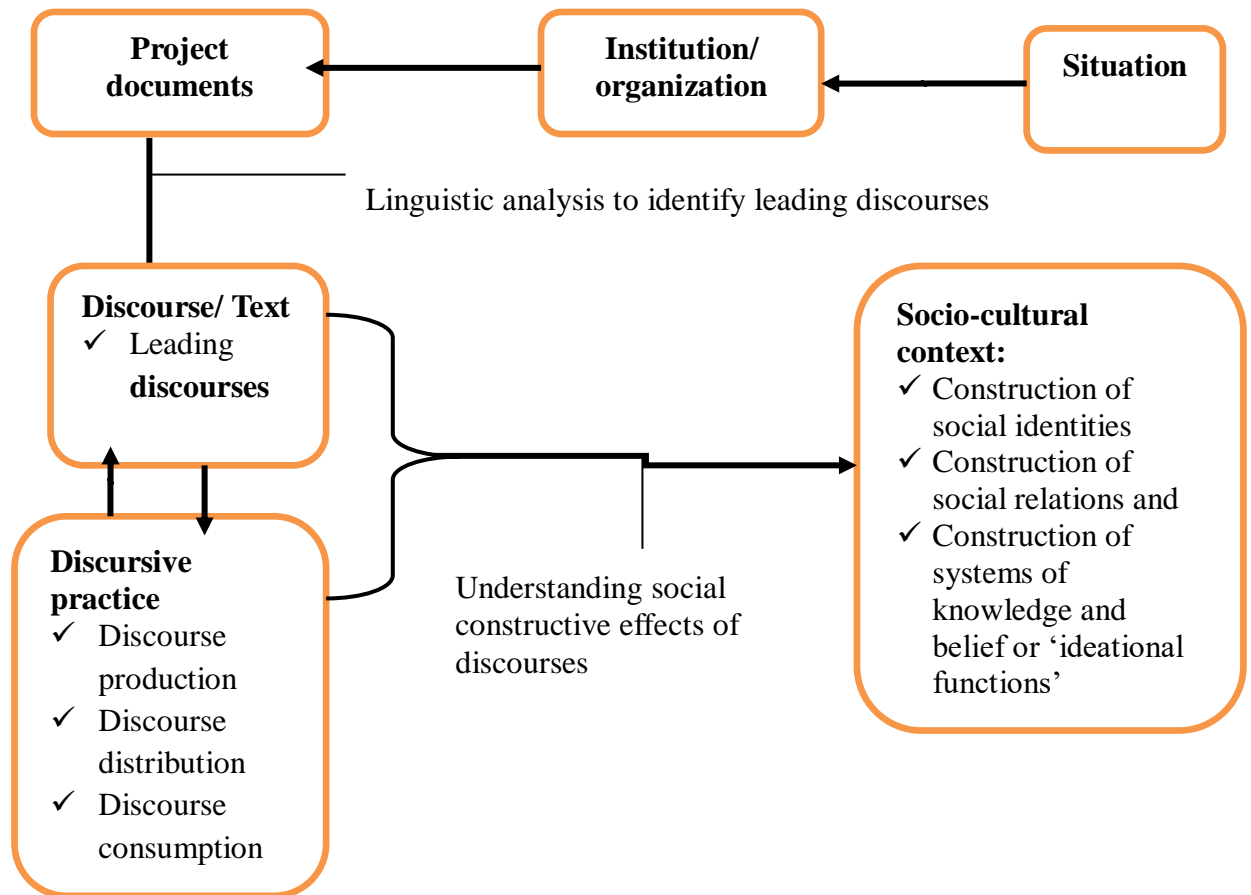 Project
documents
Institution/
organization
Situation
Linguistic analysis to identify leading discourses
Discourse/ Text
✓ Leading
discourses
Discursive
practice
✓ Discourse
production
✓ Discourse
distribution
✓ Discourse
consumption
Understanding social
constructive effects of
discourses
Socio-cultural
context:
✓ Construction of
social identities
✓ Construction of
social relations and
✓ Construction of
systems of
knowledge and
belief or ‘ideational
functions’